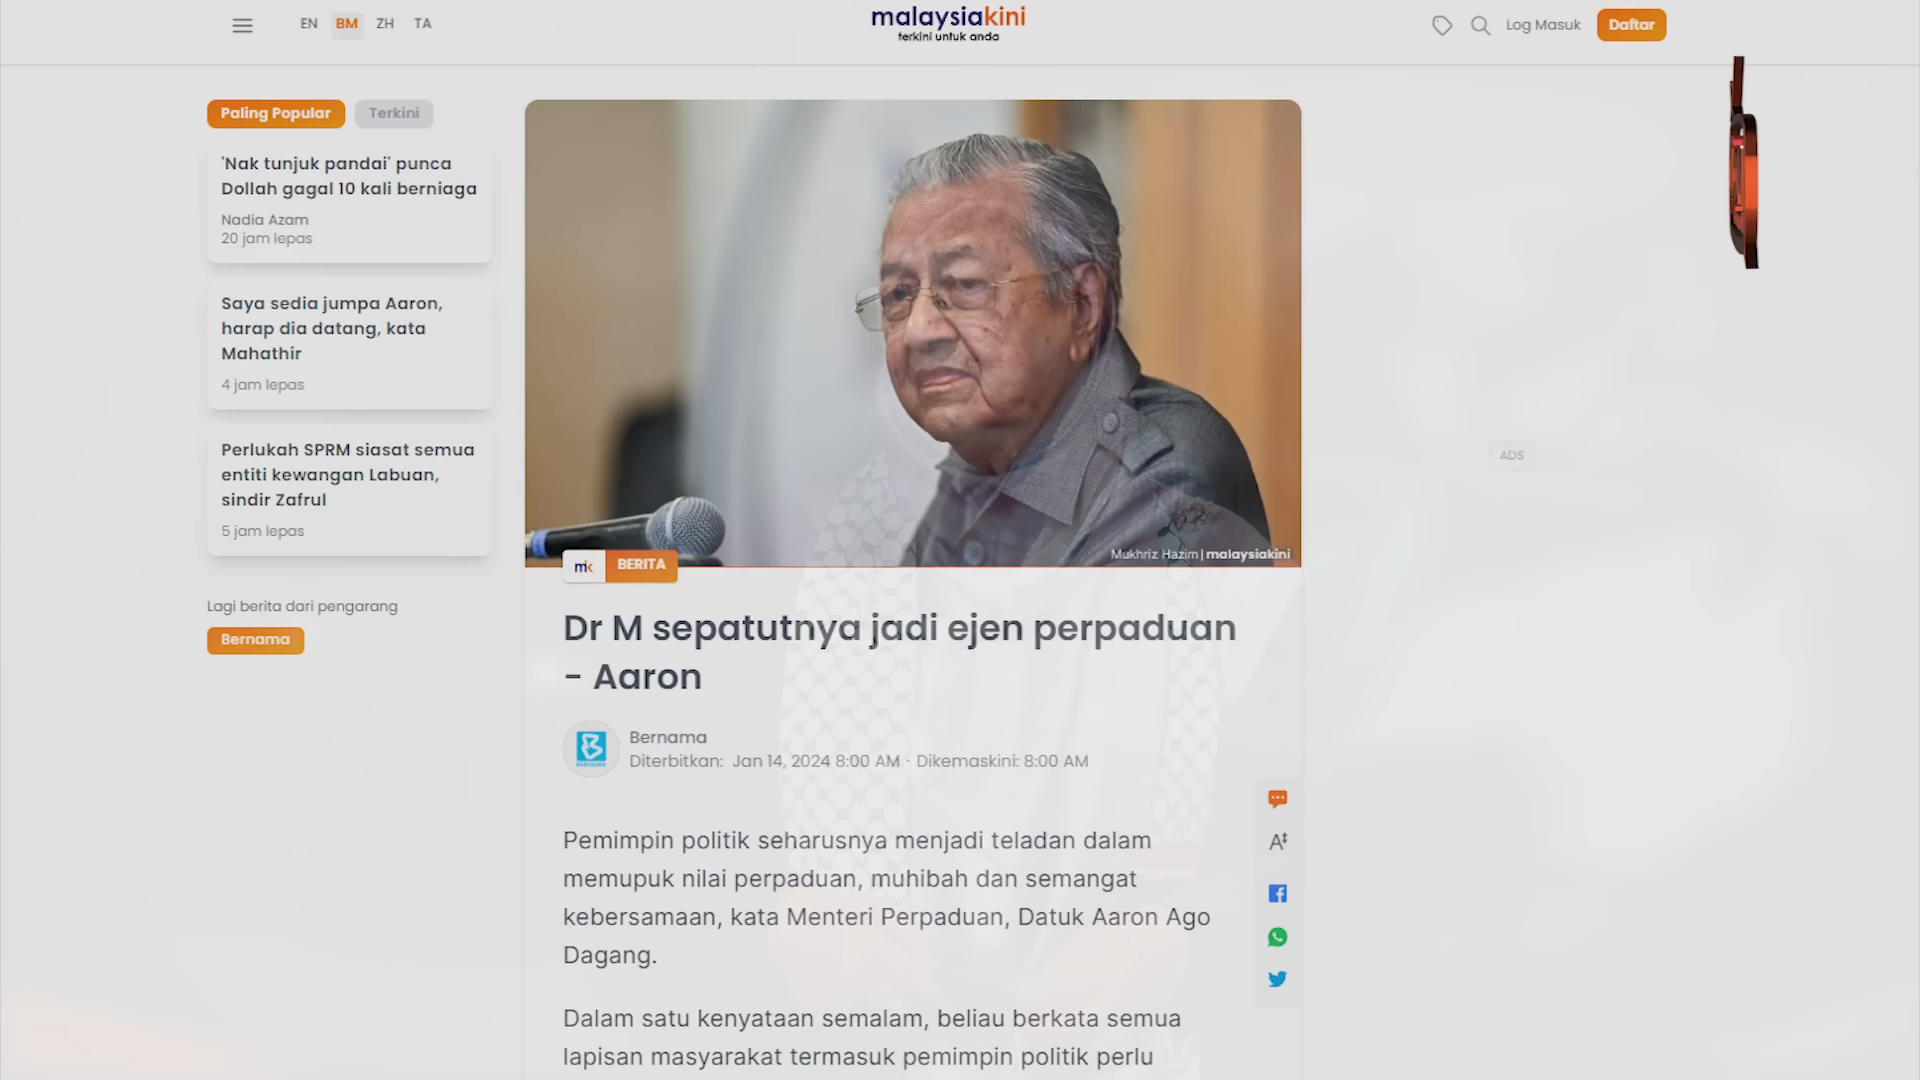 EN BM ZH TA
malaysiakini
terkini untuk anda
Log Masuk
Daftar
Paling Popular
Terkini
'Nak tunjuk pandai' punca
Dollah gagal 10 kali berniaga
Nadia Azam
20 jam lepas
Saya sedia jumpa Aaron,
harap dia datang, kata
Mahathir
4 jam lepas
Perlukah SPRM siasat semua
entiti kewangan Labuan,
sindir Zafrul
5 jam lepas
Lagi berita dari pengarang
Bernama
Mukhriz Hazim | malaysiakini
mk BERITA
Dr M sepatutnya jadi ejen perpaduan
- Aaron
Bernama
Diterbitkan: Jan 14, 2024 8:00 AM · Dikemaskini: 8:00 AM
Pemimpin politik seharusnya menjadi teladan dalam
memupuk nilai perpaduan, muhibah dan semangat
kebersamaan, kata Menteri Perpaduan, Datuk Aaron Ago
Dagang.
Dalam satu kenyataan semalam, beliau berkata semua
lapisan masyarakat termasuk pemimpin politik perlu
ADS